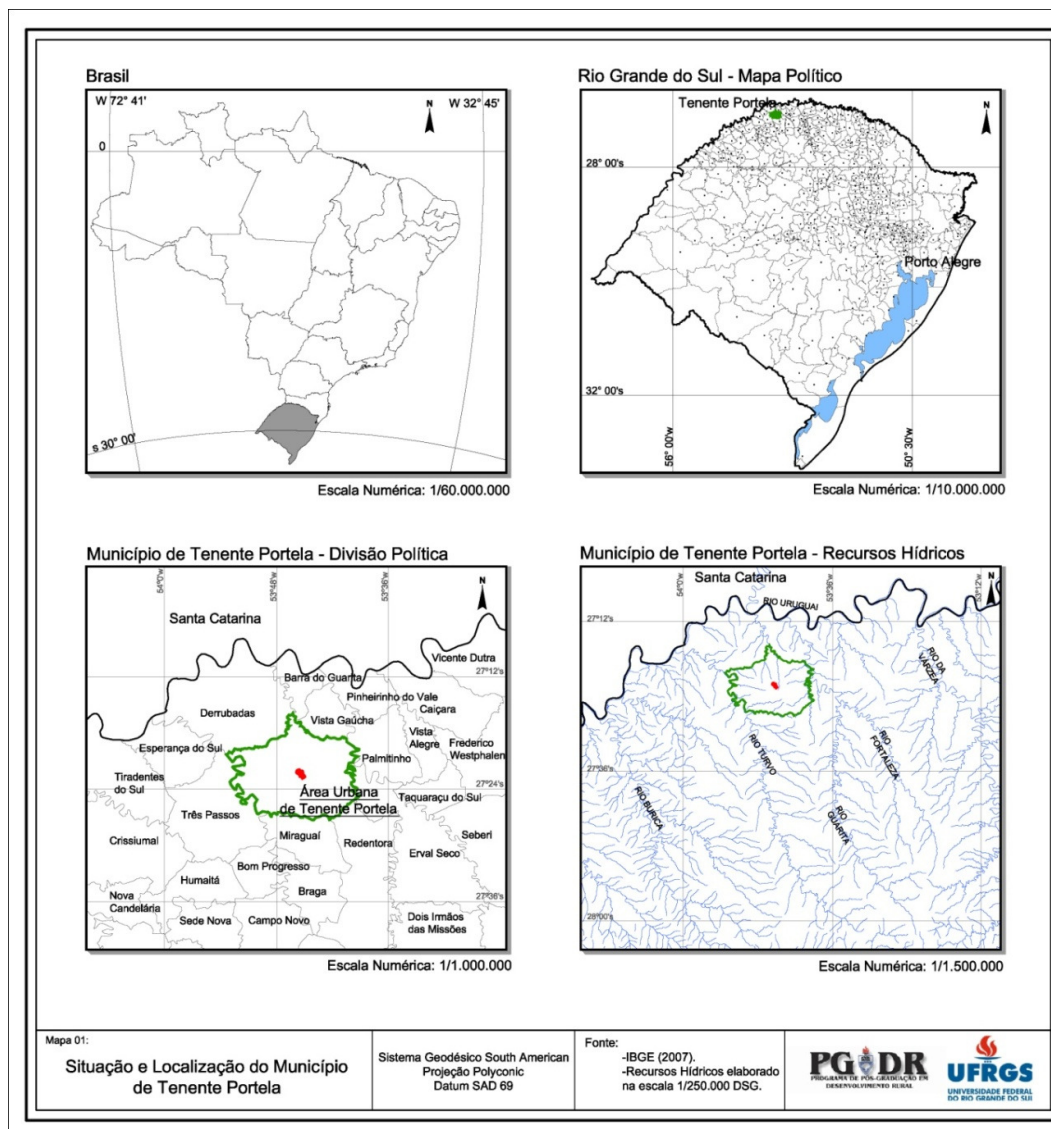 Brasil
W 72° 41'
N
W 32° 45'
0
s 30° 00'
Escala Numérica: 1/60.000.000
Rio Grande do Sul - Mapa Político
Tenente Portela
N
28° 00's
Porto Alegre
32° 00's
56° 00'w
50° 30'w
Escala Numérica: 1/10.000.000
Município de Tenente Portela - Divisão Política
54°0'w
53°48'w
53°36'w
N
Santa Catarina
Vicente Dutra
27°12's
Barra do Guarita
Pinheirinho do Vale
Caiçara
Derrubadas
Vista Gaúcha
Vista
Alegre
Frederico
Westphalen
Esperança do Sul
Palmitinho
Tiradentes
do Sul
27°24's
Área Urbana
de Tenente Portela
Taquaraçu do Sul
Três Passos
Crissiumal
Miraguaí
Redentora
Seberi
Erval Seco
Bom Progresso
Humaitá
Braga
27°36's
Nova
Candelária
Sede Nova
Campo Novo
Dois Irmãos
das Missões
Escala Numérica: 1/1.000.000
Município de Tenente Portela - Recursos Hídricos
54°0'w
53°36'w
53°12'w
N
Santa Catarina
RIO URUGUAI
27°12's
RIO DA
VÁRZEA
RIO TURVO
RIO
FORTALEZA
27°36's
RIO BURICÁ
RIO
GUARITA
28°00's
Escala Numérica: 1/1.500.000
Mapa 01:
Situação e Localização do Município
de Tenente Portela
Sistema Geodésico South American
Projeção Polyconic
Datum SAD 69
Fonte:
-IBGE (2007).
-Recursos Hídricos elaborado
na escala 1/250.000 DSG.
PGDR
PROGRAMA DE PÓS-GRADUAÇÃO EM
DESENVOLVIMENTO RURAL
UFRGS
UNIVERSIDADE FEDERAL
DO RIO GRANDE DO SUL